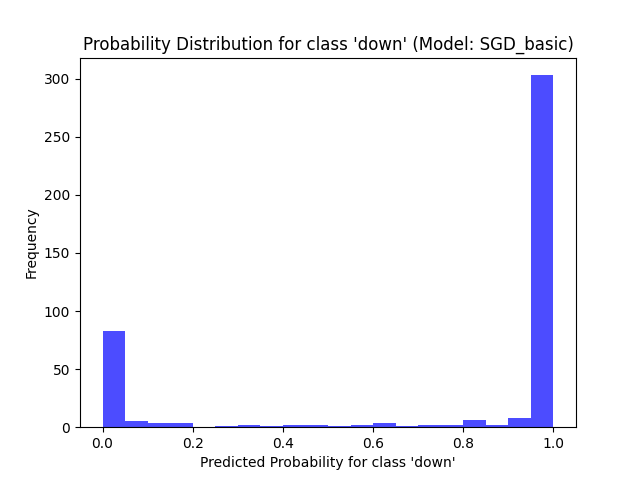 Probability Distribution for class 'down' (Model: SGD_basic)
300
250
200
150
100
50
0
Frequency
0.0 0.2 0.4 0.6 0.8 1.0
Predicted Probability for class 'down'